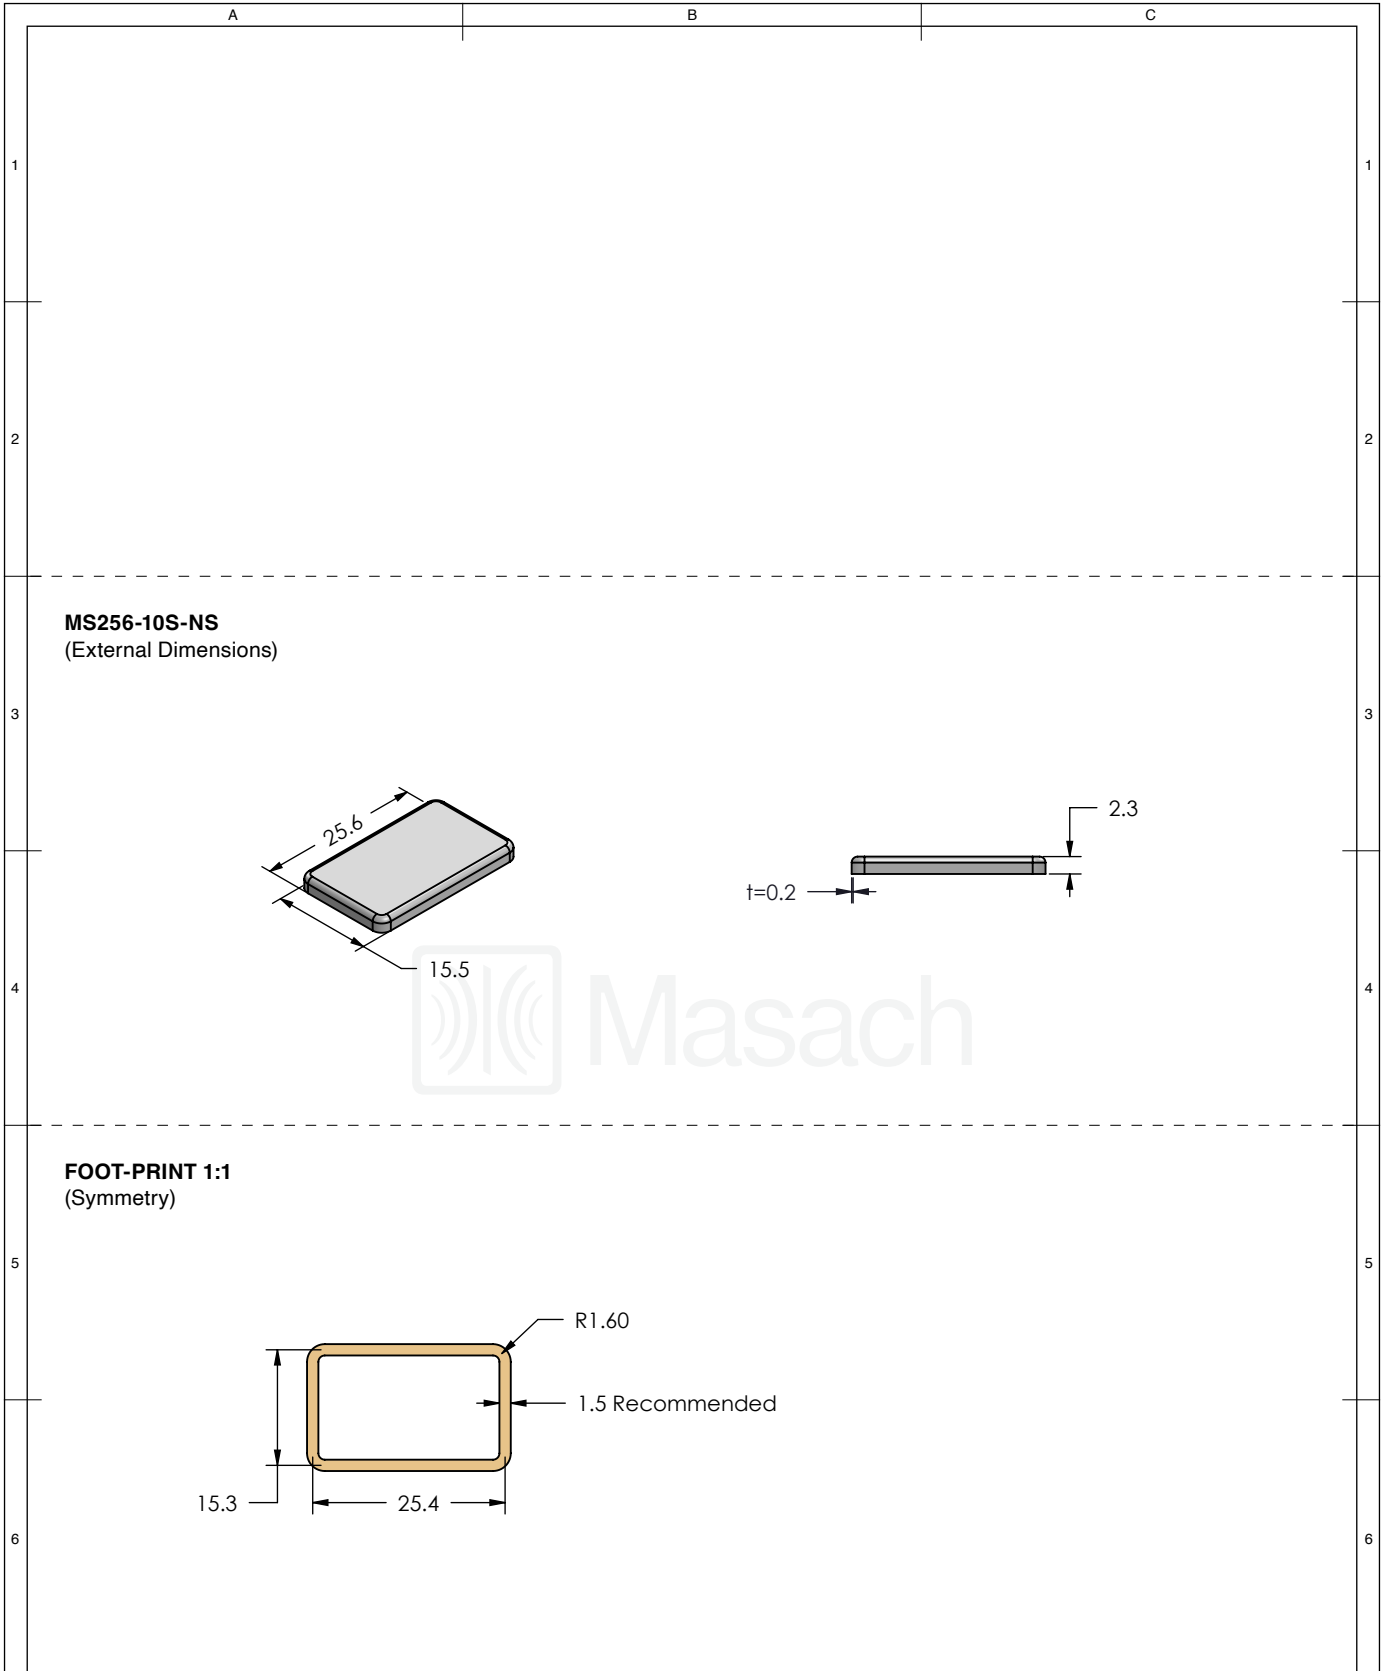 A
B
C
1
1
2
2
MS256-10S-NS
(External Dimensions)
3
3
25.6
2.3
t=0.2
15.5
Masach
4
4
FOOT-PRINT 1:1
(Symmetry)
5
5
R1.60
1.5 Recommended
15.3
25.4
6
6